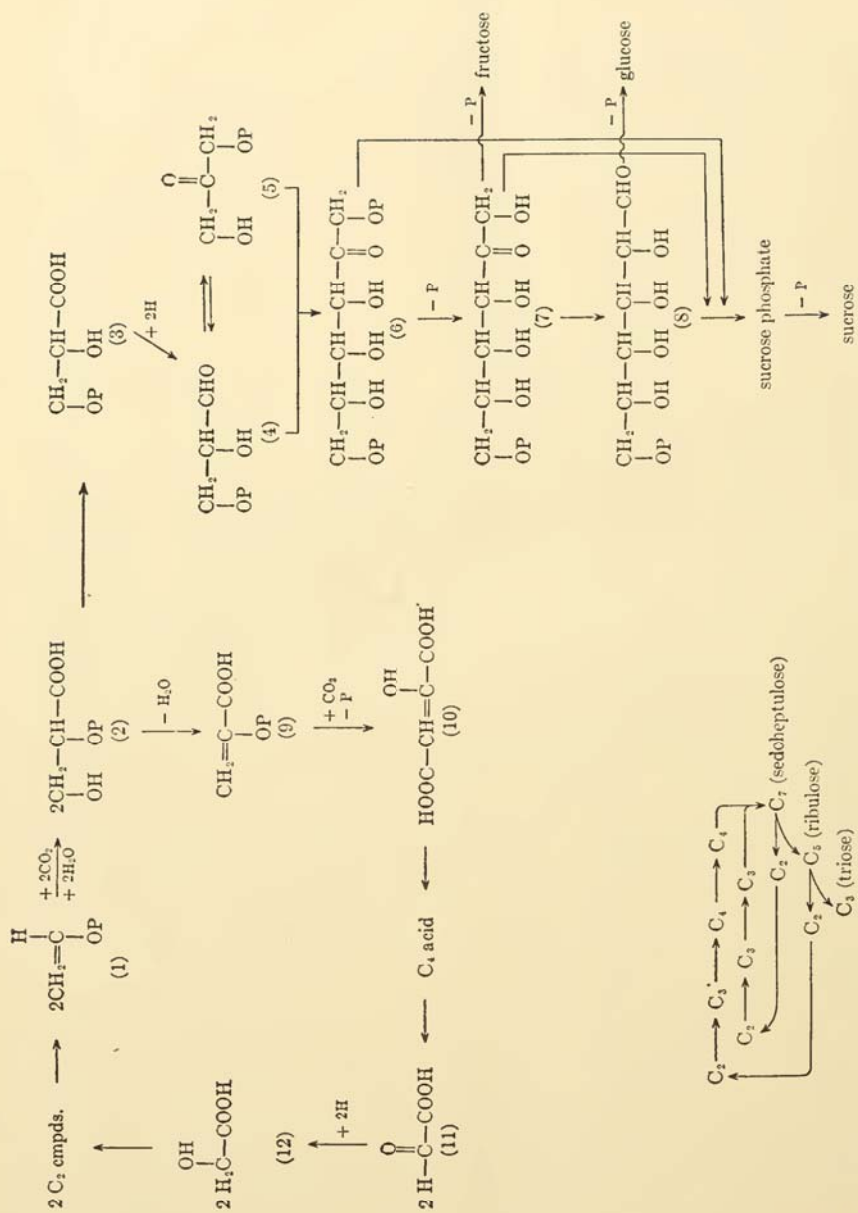 H
2 C₂ cmpds. 2CH₂=C + 2CO₂ + 2H₂O 2CH₂—CH—COOH CH₂—CH—COOH
OP OH OP OP OH
(1) (2) (3)
+ 2H
OH
2 H₂C—COOH
(12)
− H₂O
O
CH₂—CH—CHO CH₂—C—CH₂
OP OH OH OP
(4) (5)
CH₂=C—COOH
OP
(9)
+ 2H
+ CO₂
− P
CH₂—CH—CH—CH—C—CH₂
OP OH OH OH O OP
(6)
O OH
2 H—C—COOH C₄ acid HOOC—CH=C—COOH
(11) (10)
− P
CH₂—CH—CH—CH—C—CH₂ − P fructose
OP OH OH OH O OH
(7)
CH₂—CH—CH—CH—CH—CHO − P glucose
OP OH OH OH OH
(8)
sucrose phosphate
− P
sucrose
C₂ C₃ C₄ C₄
C₂ C₃ C₃
C₂ C₇ (sedoheptulose)
C₂ C₅ (ribulose)
C₃ (triose)